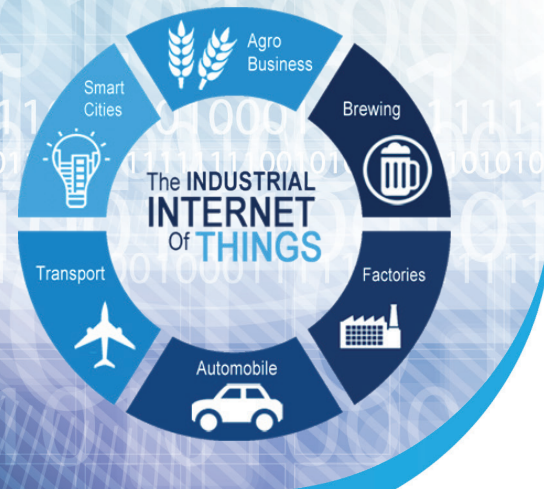 Agro
Business
Smart
Cities
Brewing
The INDUSTRIAL
INTERNET
Of THINGS
Transport
Factories
Automobile